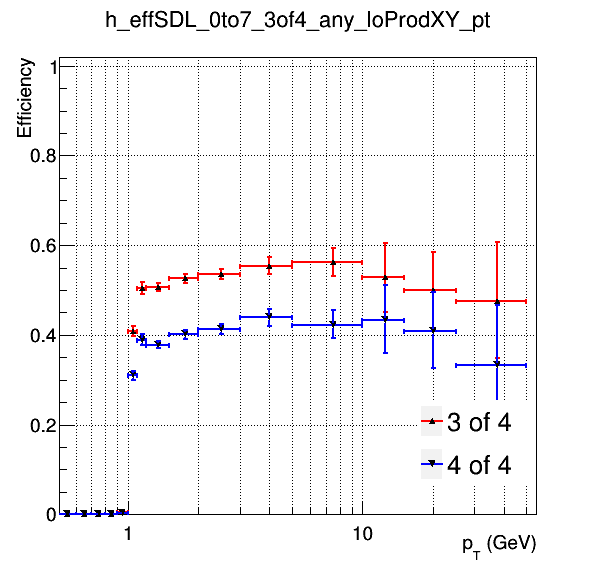 h_effSDL_0to7_3of4_any_loProdXY_pt
Efficiency
1
0.8
0.6
0.4
0.2
0
3 of 4
4 of 4
1
10
p_T (GeV)